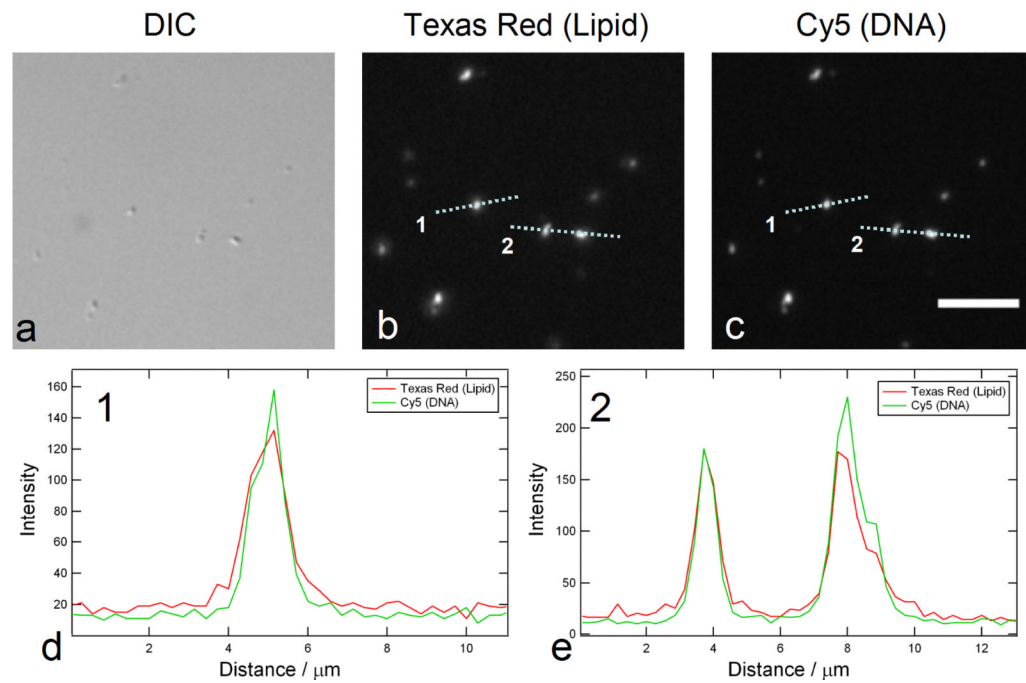 DIC Texas Red (Lipid) Cy5 (DNA)
1 1
2 2
a b c
160
140
120
100
80
60
40
20
Intensity
1
Texas Red (Lipid)
Cy5 (DNA)
2 4 6 8 10
Distance / μm
d
250
200
150
100
50
0
Intensity
2
Texas Red (Lipid)
Cy5 (DNA)
0 2 4 6 8 10 12
Distance / μm
e